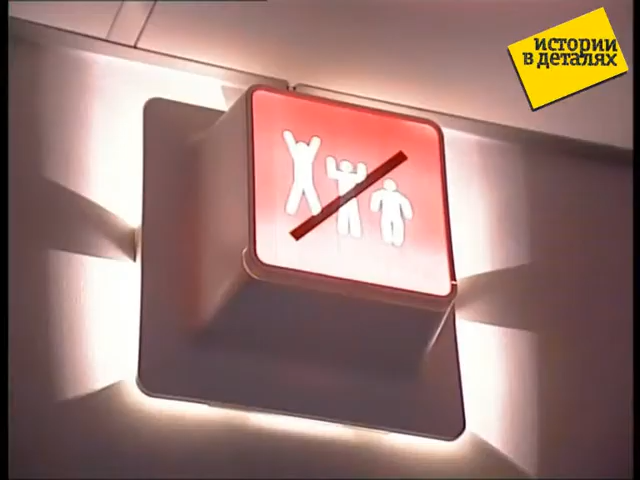 истории
в деталях